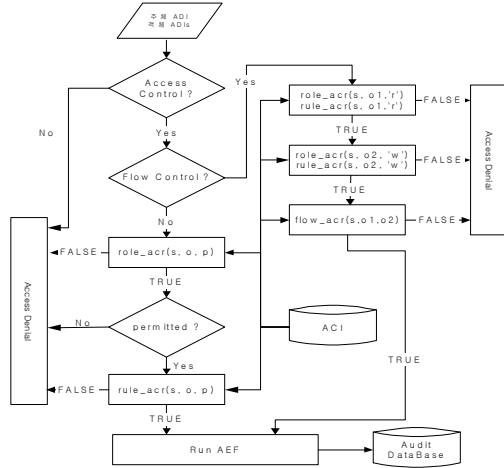 주체 ADI
객체 ADIs
Access
Control ?
Yes
No
Yes
Flow Control ?
No
role_acr(s, o1,'r')
rule_acr(s, o1,'r')
FALSE
TRUE
role_acr(s, o2, 'w')
rule_acr(s, o2, 'w')
FALSE
TRUE
flow_acr(s,o1,o2)
FALSE
Access Denial
role_acr(s, o, p)
FALSE
TRUE
Access Denial
permitted ?
No
Yes
ACI
TRUE
rule_acr(s, o, p)
FALSE
TRUE
Run AEF
Audit
DataBase